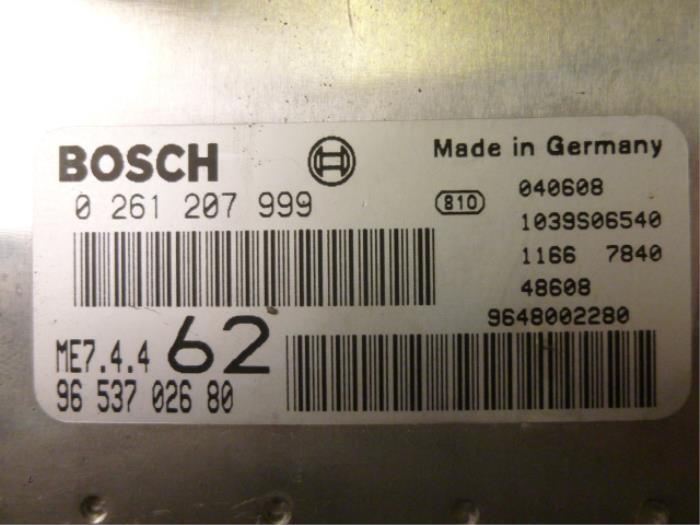 BOSCH
Made in Germany
0 261 207 999
810
040608
1039S06540
1166 7840
48608
9648002280
ME7.4.4 62
96 537 026 80